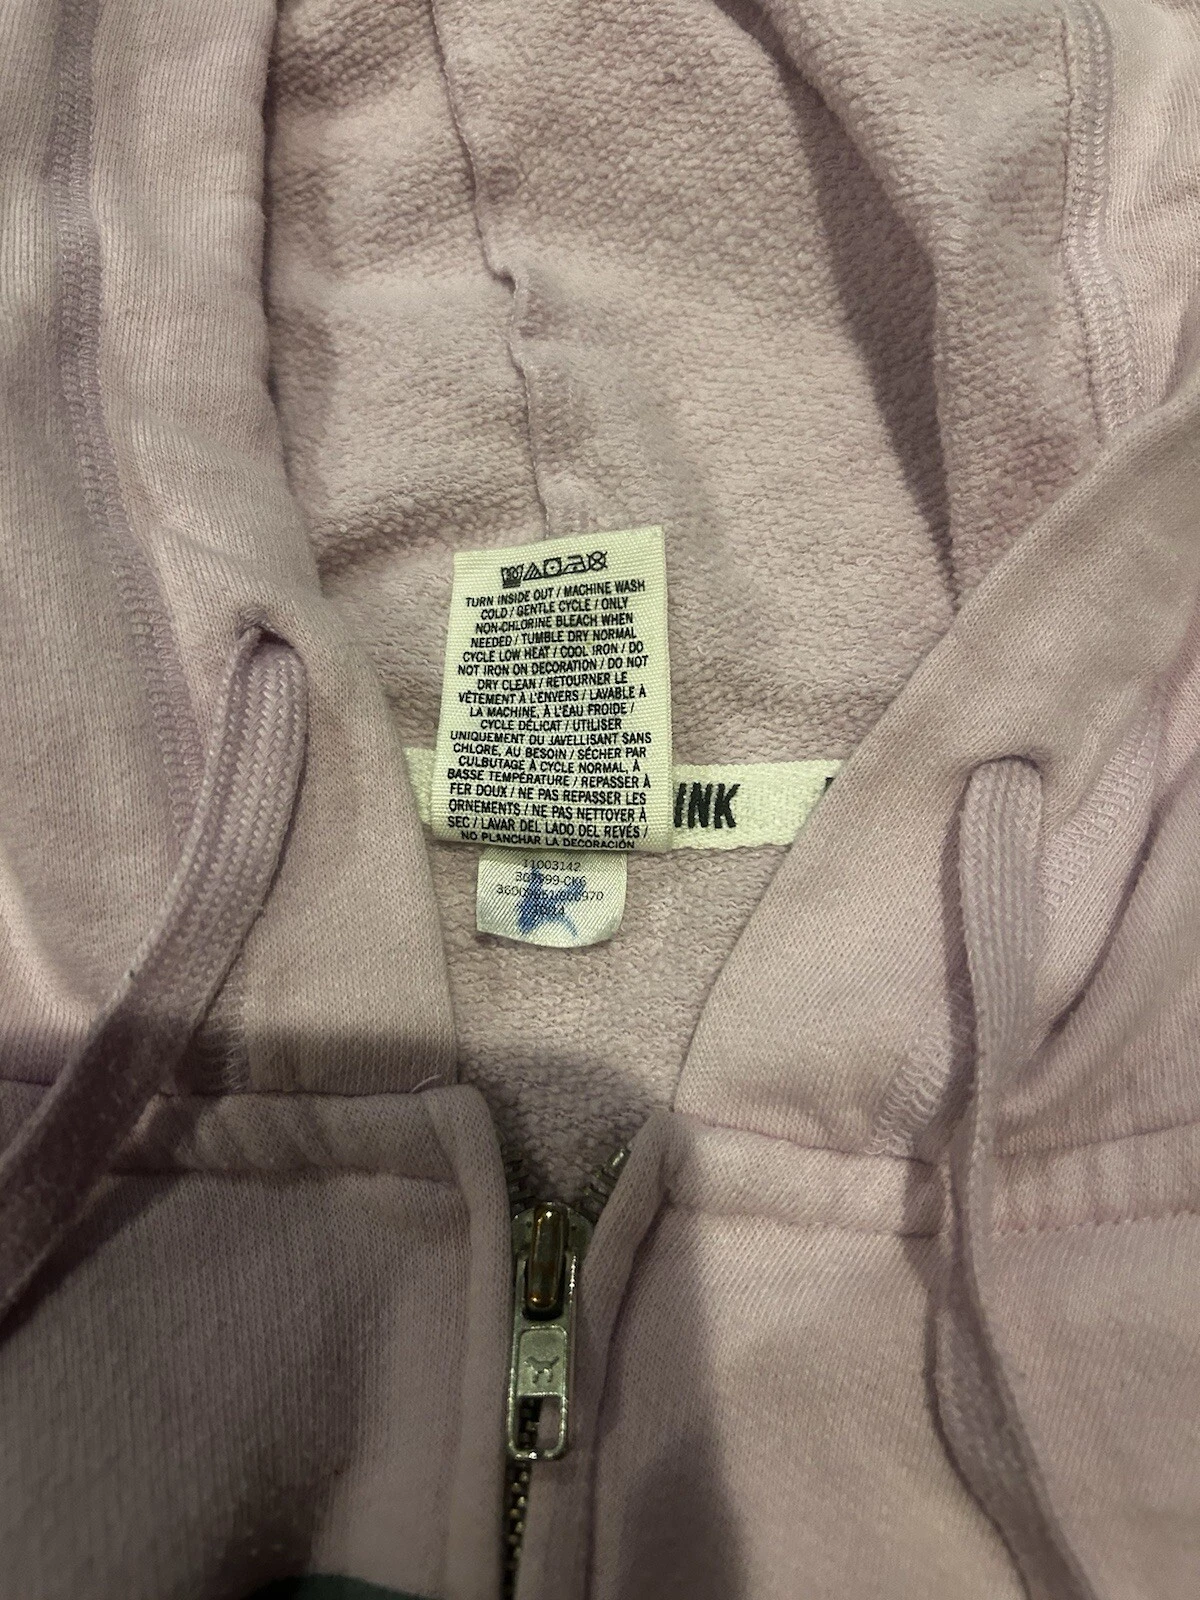 TURN INSIDE OUT / MACHINE WASH
COLD / GENTLE CYCLE / ONLY
NON-CHLORINE BLEACH WHEN
NEEDED / TUMBLE DRY NORMAL
CYCLE LOW HEAT / COOL IRON / DO
NOT IRON ON DECORATION / DO NOT
DRY CLEAN / RETOURNER LE
VÊTEMENT À L'ENVERS / LAVABLE À
LA MACHINE, À L'EAU FROIDE /
CYCLE DÉLICAT / UTILISER
UNIQUEMENT DU JAVELLISANT SANS
CHLORE, AU BESOIN / SÉCHER PAR
CULBUTAGE À CYCLE NORMAL, À
BASSE TEMPÉRATURE / REPASSER À
FER DOUX / NE PAS REPASSER LES
ORNEMENTS / NE PAS NETTOYER À
SEC / LAVAR DEL LADO DEL REVÉS /
NO PLANCHAR LA DECORACIÓN
INK
11003142